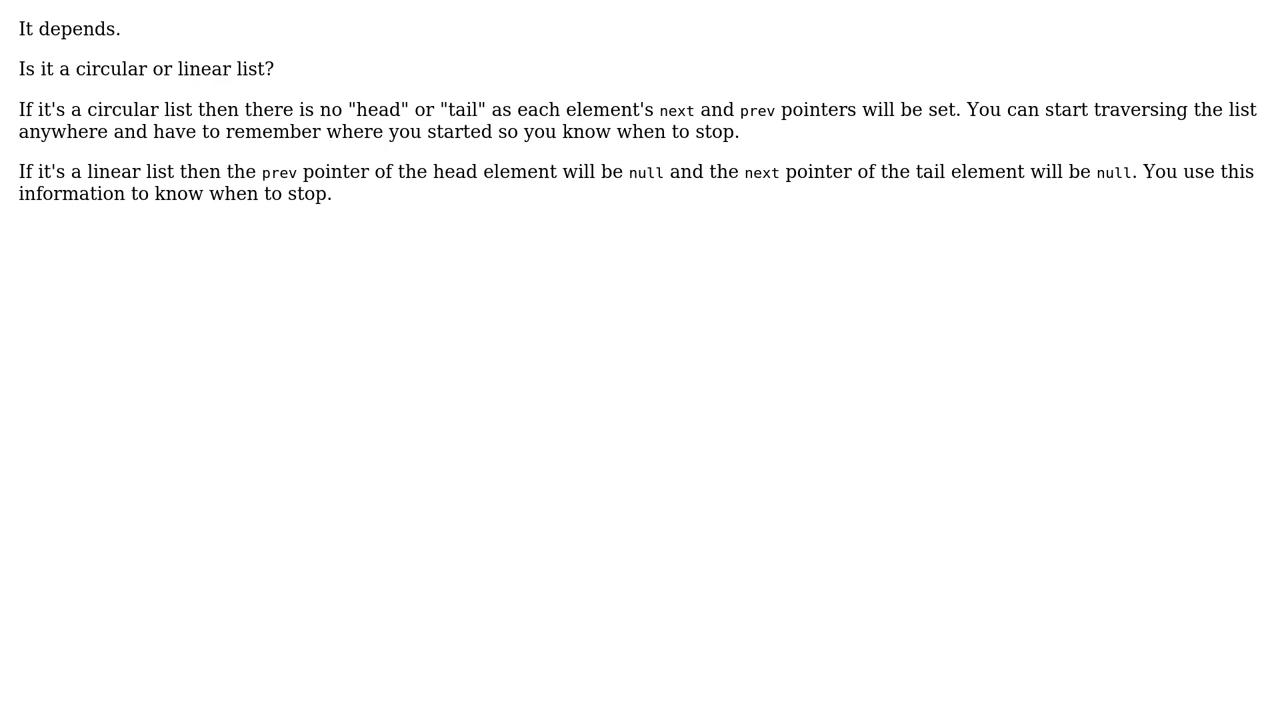 It depends.
Is it a circular or linear list?
If it's a circular list then there is no "head" or "tail" as each element's next and prev pointers will be set. You can start traversing the list
anywhere and have to remember where you started so you know when to stop.
If it's a linear list then the prev pointer of the head element will be null and the next pointer of the tail element will be null. You use this
information to know when to stop.